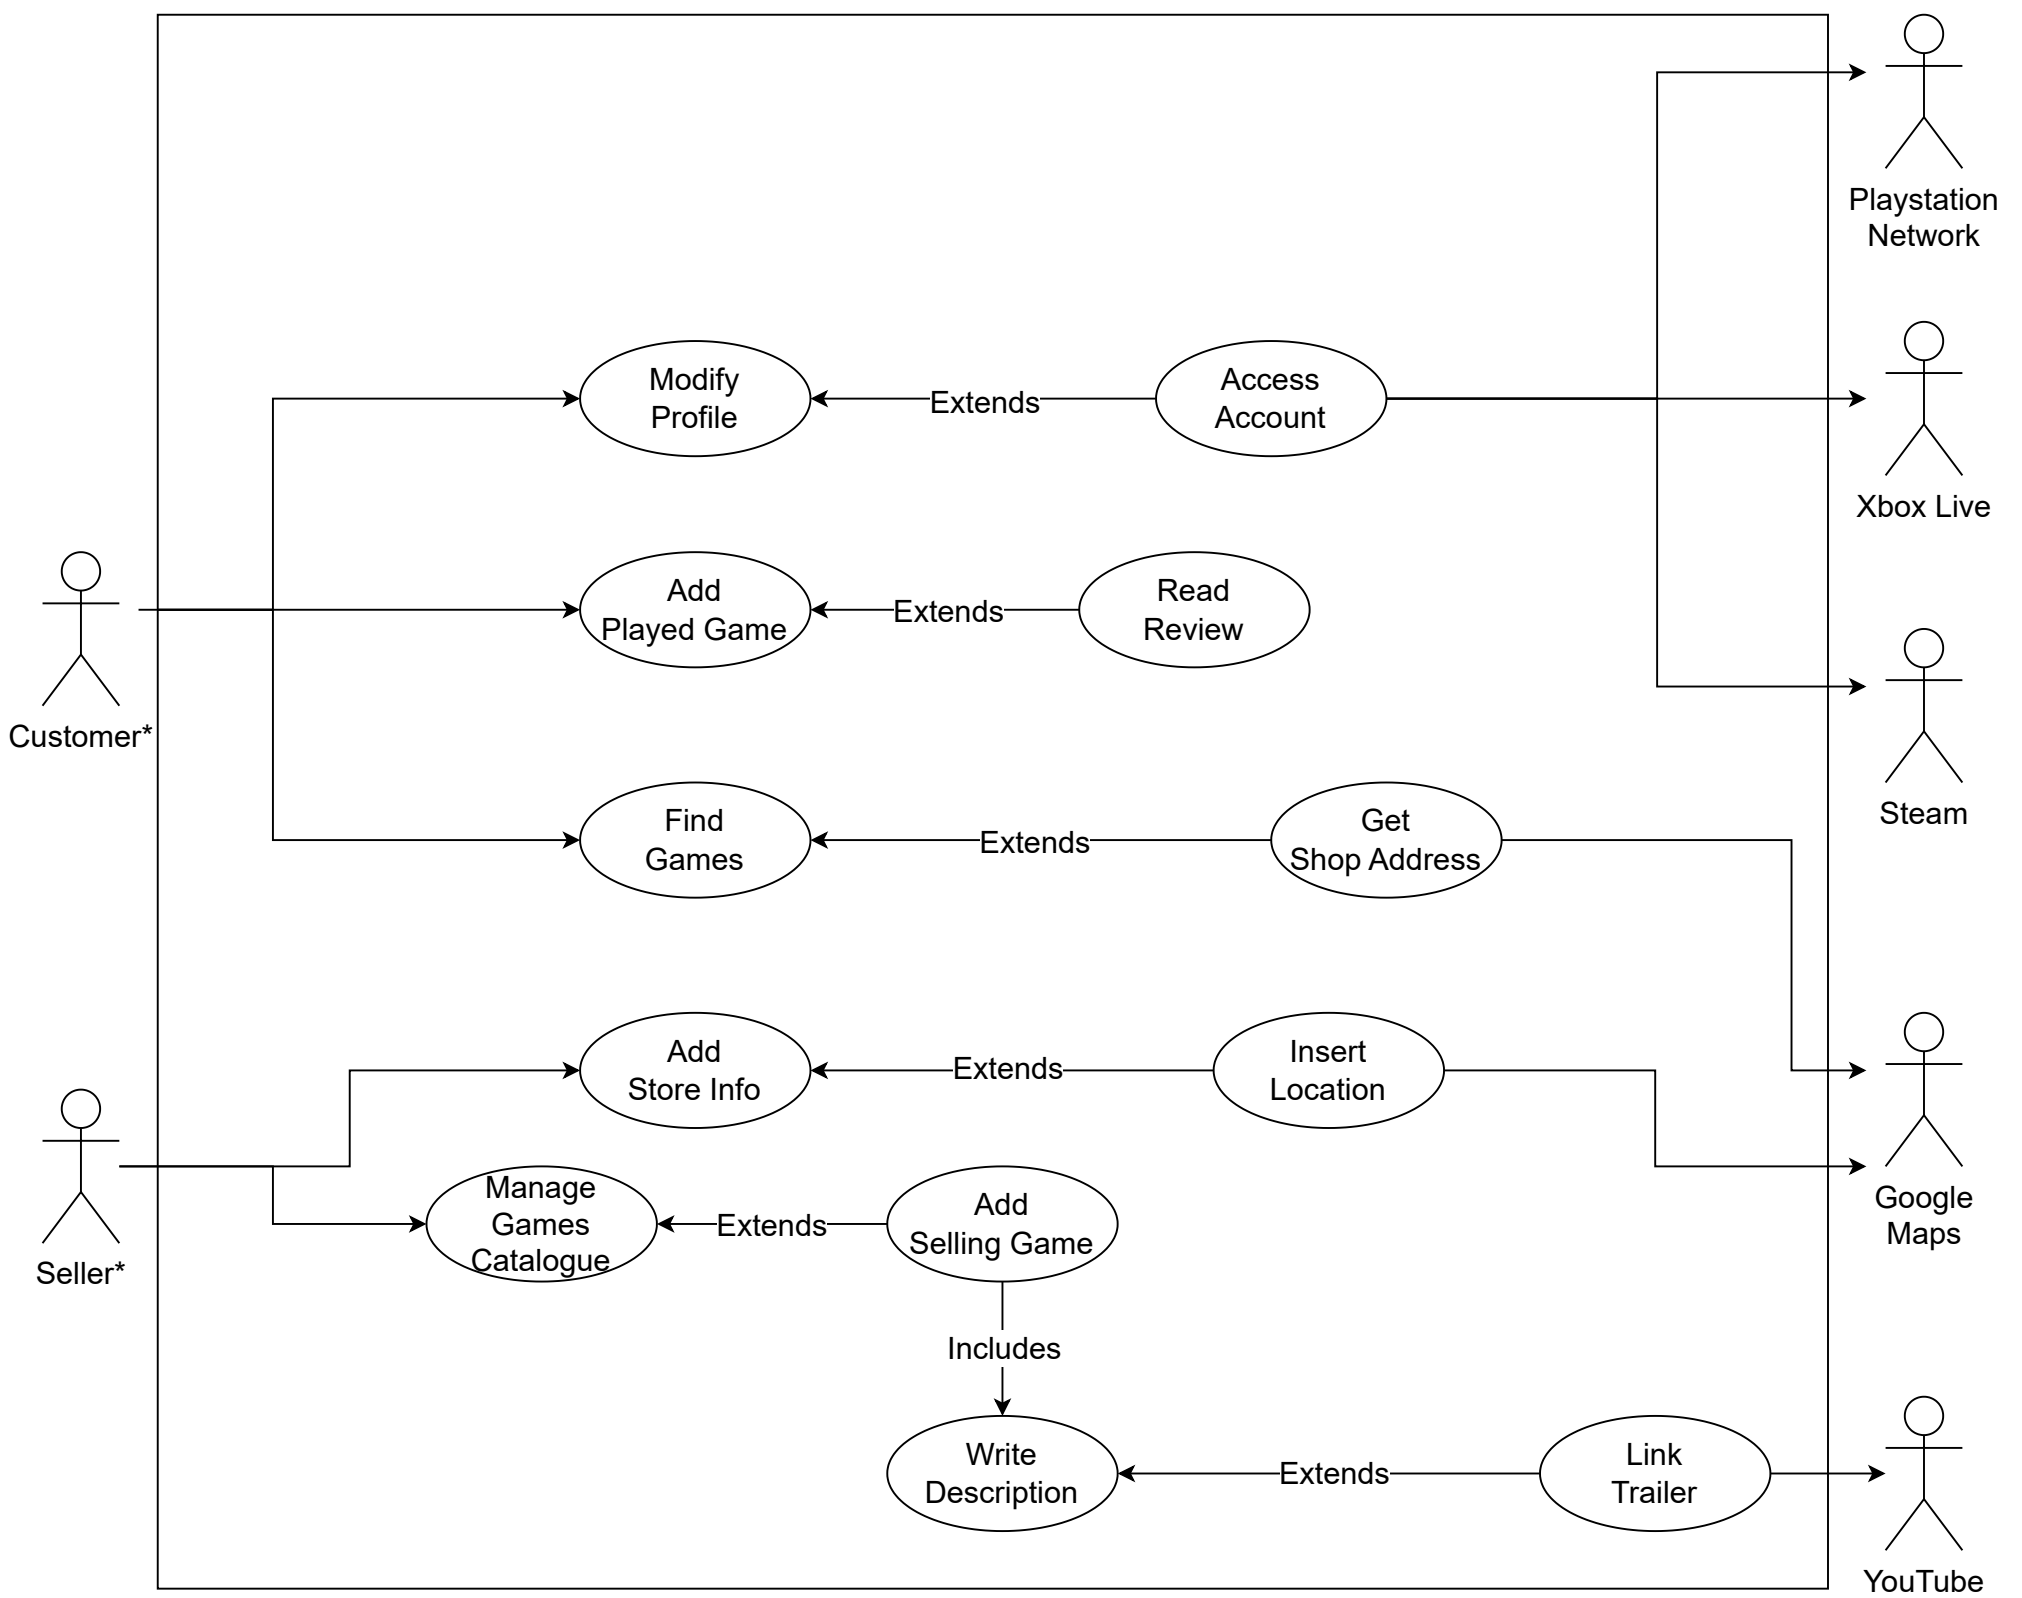 Playstation
Network
Modify
Profile
Extends
Access
Account
Xbox Live
Customer*
Add
Played Game
Extends
Read
Review
Steam
Find
Games
Extends
Get
Shop Address
Add
Store Info
Extends
Insert
Location
Google
Maps
Seller*
Manage
Games
Catalogue
Extends
Add
Selling Game
Includes
Write
Description
Extends
Link
Trailer
YouTube